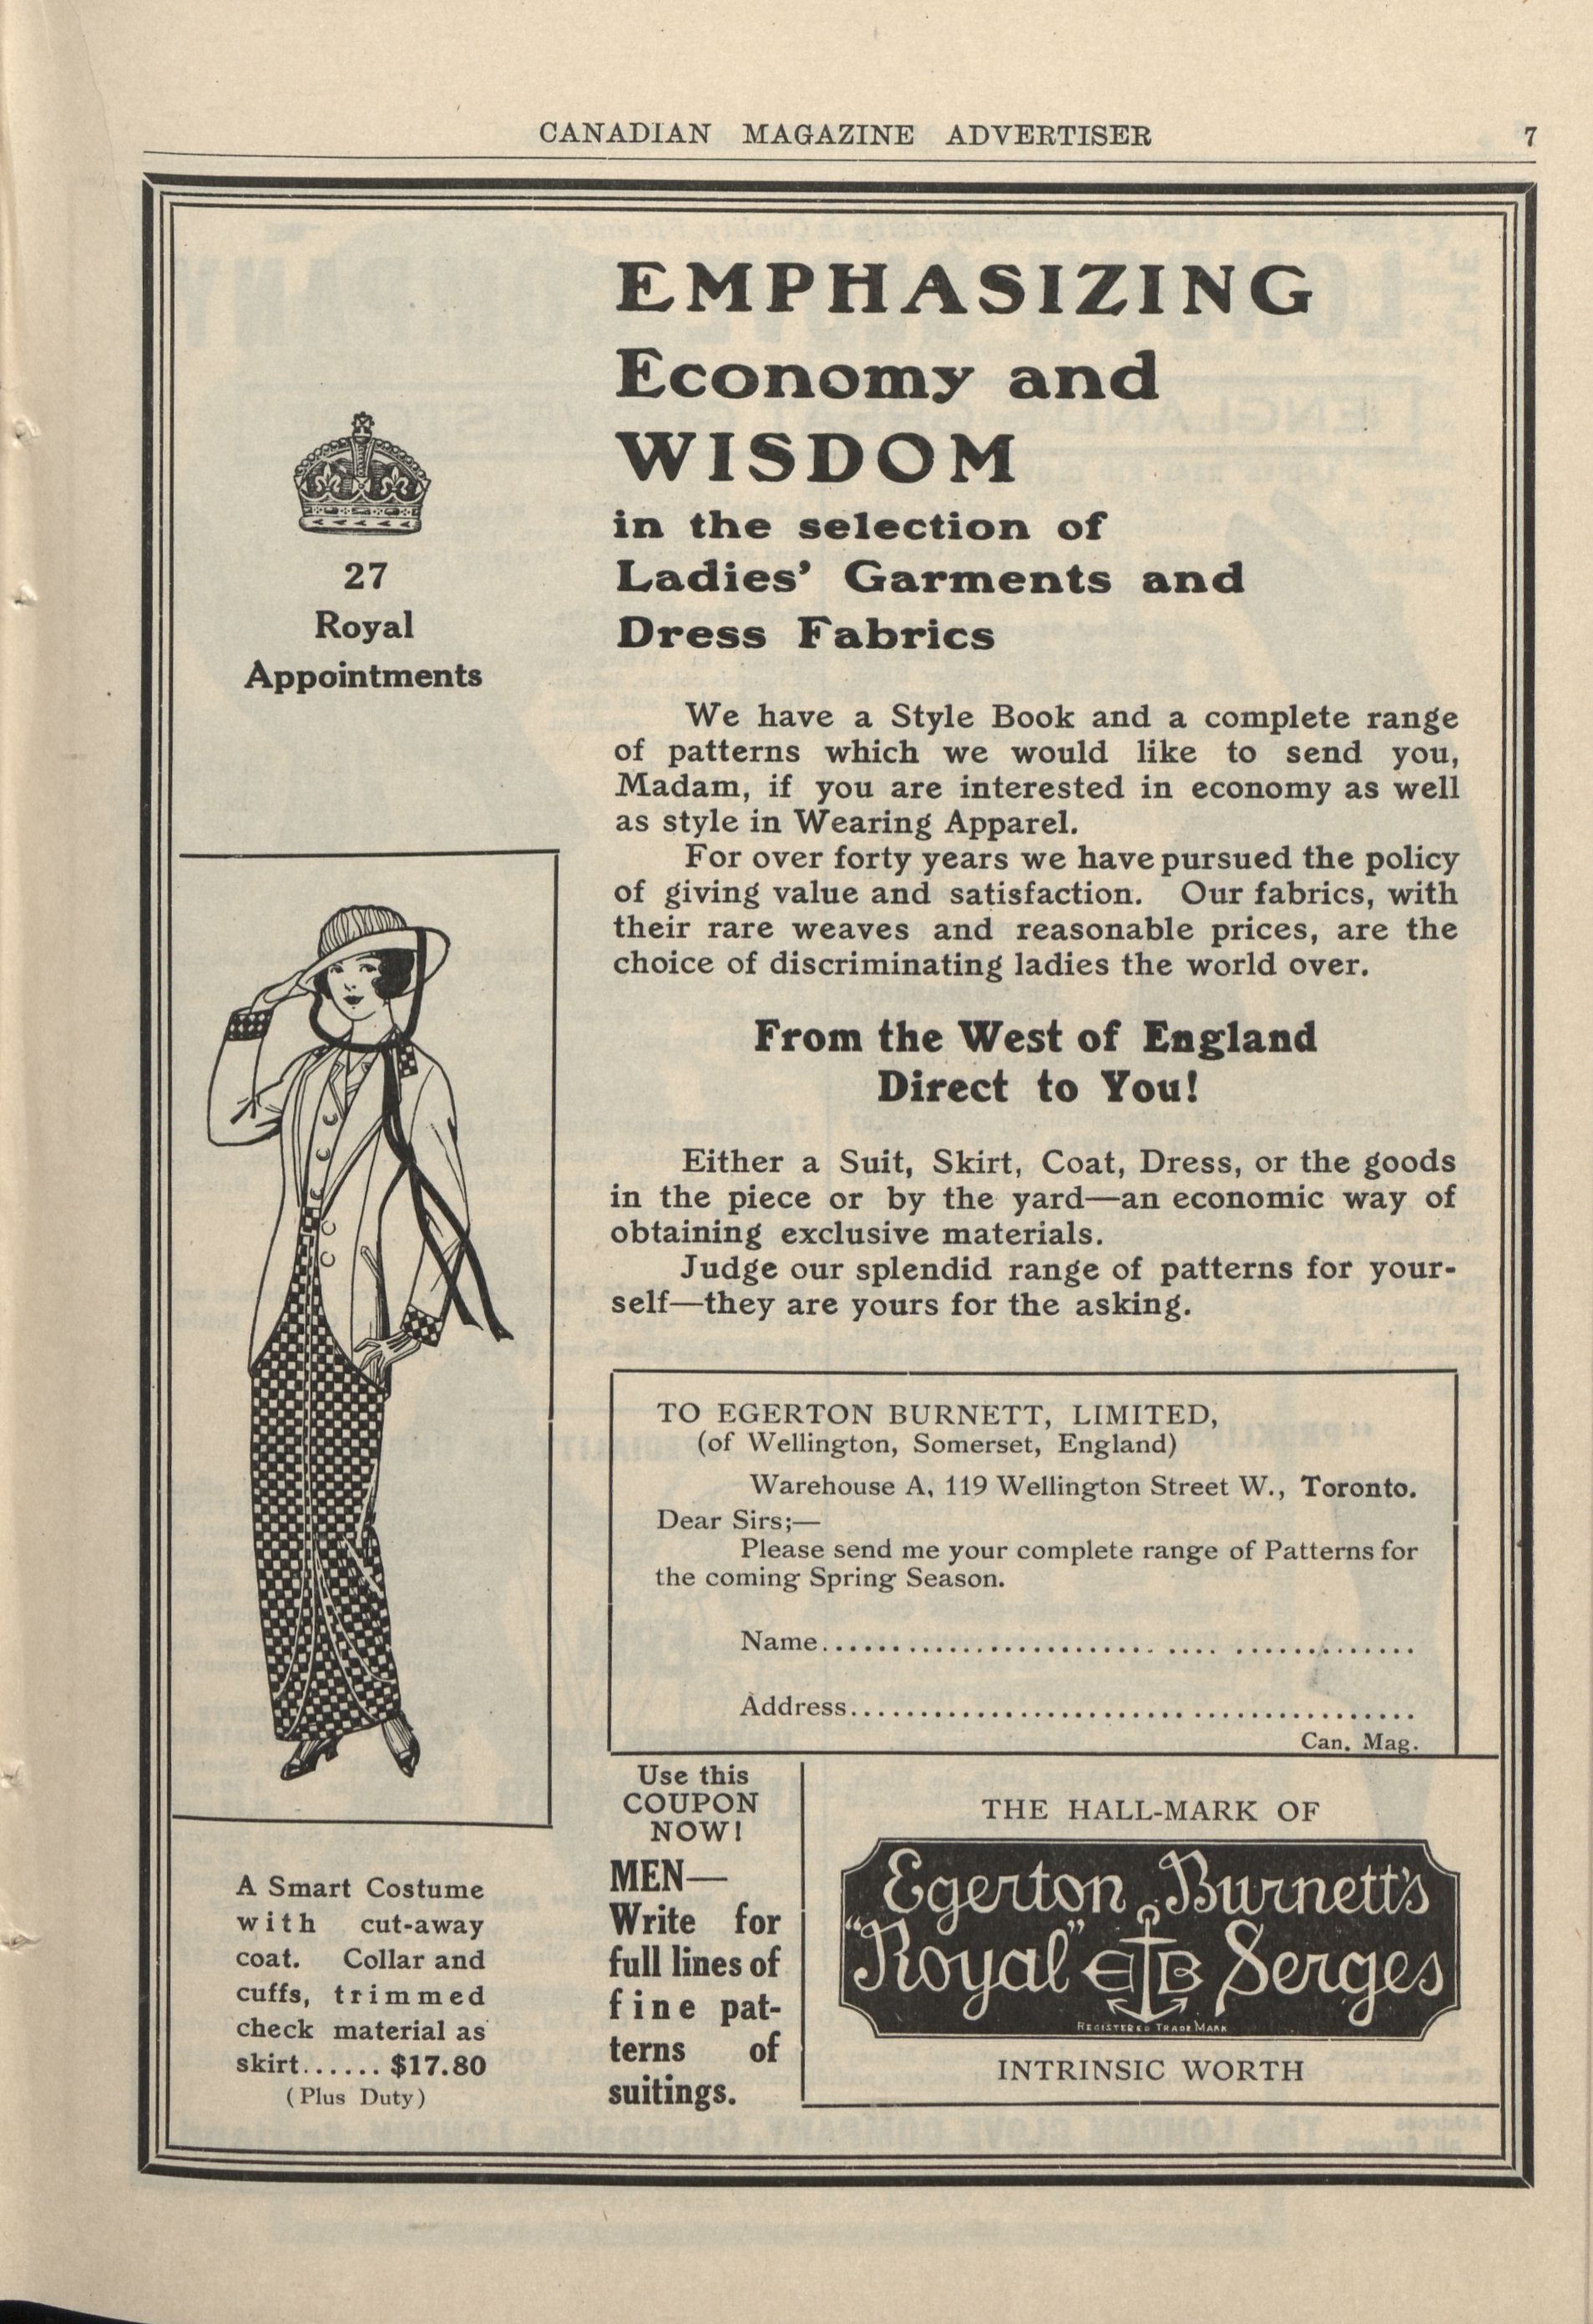 CANADIAN MAGAZINE ADVERTISER 7
EMPHASIZING
Economy and
WISDOM
in the selection of
Ladies' Garments and
Dress Fabrics
27
Royal
Appointments
We have a Style Book and a complete range
of patterns which we would like to send you,
Madam, if you are interested in economy as well
as style in Wearing Apparel.
For over forty years we have pursued the policy
of giving value and satisfaction. Our fabrics, with
their rare weaves and reasonable prices, are the
choice of discriminating ladies the world over.
From the West of England
Direct to You!
Either a Suit, Skirt, Coat, Dress, or the goods
in the piece or by the yard—an economic way of
obtaining exclusive materials.
Judge our splendid range of patterns for your-
self—they are yours for the asking.
TO EGERTON BURNETT, LIMITED,
(of Wellington, Somerset, England)
Warehouse A, 119 Wellington Street W., Toronto.
Dear Sirs;—
Please send me your complete range of Patterns for
the coming Spring Season.
Name.......................... .... .............
Address..........................................
Can. Mag.
A Smart Costume
with cut-away
coat. Collar and
cuffs, trimmed
check material as
skirt...... $17.80
(Plus Duty)
Use this
COUPON
NOW!
MEN—
Write for
full lines of
fine pat-
terns of
suitings.
THE HALL-MARK OF
Egerton Burnett's
"Royal" EB Serges
REGISTERED TRADE MARK
INTRINSIC WORTH